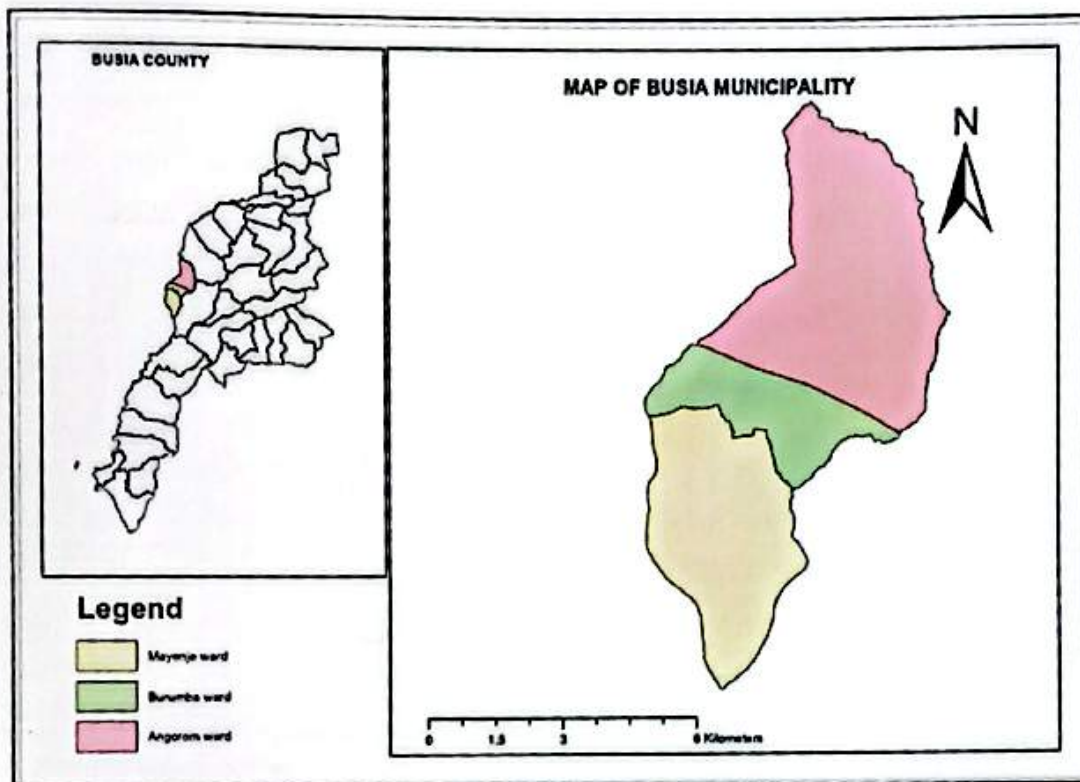 BUSIA COUNTY
MAP OF BUSIA MUNICIPALITY
N
Legend
Mayenje ward
Burumba ward
Angorom ward
0 1.5 3 6 Kilometers